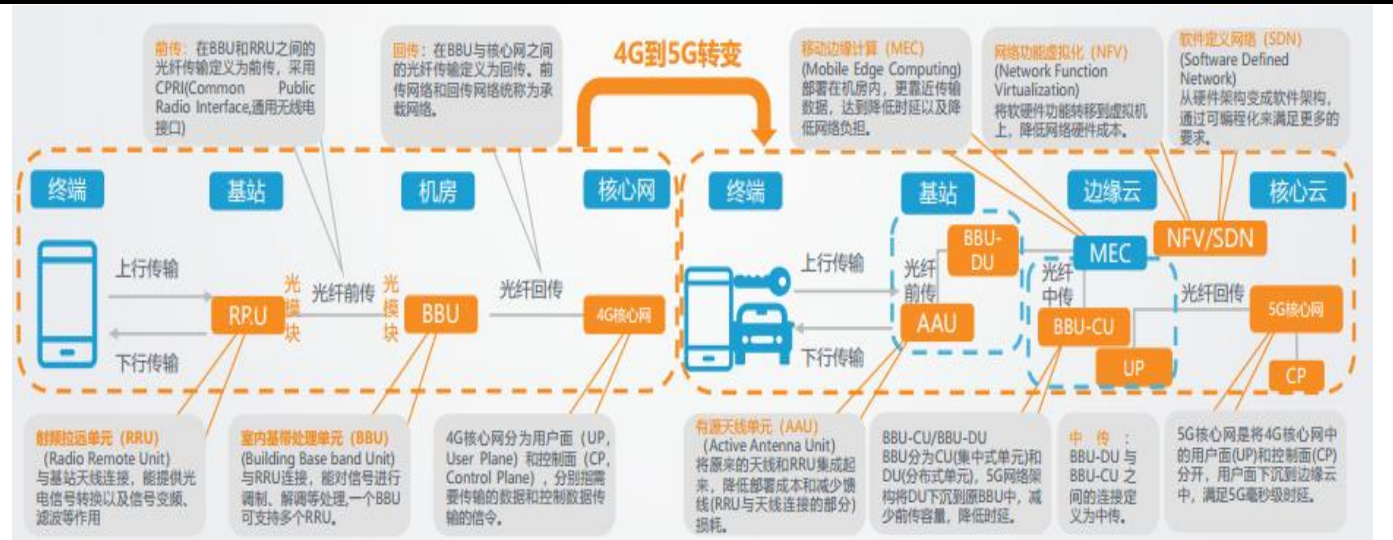 前传：在BBU和RRU之间的
光纤传输定义为前传，采用
CPRI(Common Public
Radio Interface,通用无线电
接口)
回传：在BBU与核心网之间
的光纤传输定义为回传。前
传网络和回传网络统称为承
载网络。
4G到5G转变
移动边缘计算（MEC）
(Mobile Edge Computing)
部署在机房内，更靠近传输
数据，达到降低时延以及降
低网络负担。
网络功能虚拟化（NFV）
(Network Function
Virtualization)
将软硬件功能转移到虚拟机
上，降低网络硬件成本。
软件定义网络（SDN）
(Software Defined
Network)
从硬件架构变成软件架构，
通过可编程化来满足更多的
要求。
终端
基站
机房
核心网
上行传输
下行传输
RRU
光模块
光纤前传
光模块
BBU
光纤回传
4G核心网
终端
基站
边缘云
核心云
上行传输
下行传输
BBU-
DU
光纤
前传
AAU
MEC
光纤
中传
BBU-CU
UP
NFV/SDN
光纤回传
5G核心网
CP
射频拉远单元（RRU）
（Radio Remote Unit）
与基站天线连接，能提供光
电信号转换以及信号变频、
滤波等作用
室内基带处理单元（BBU）
(Building Base band Unit)
与RRU连接，能对信号进行
调制、解调等处理,一个BBU
可支持多个RRU。
4G核心网分为用户面（UP,
User Plane）和控制面（CP,
Control Plane），分别指需
要传输的数据和控制数据传
输的信令。
有源天线单元（AAU）
（Active Antenna Unit）
将原来的天线和RRU集成起
来，降低部署成本和减少馈
线(RRU与天线连接的部分)
损耗。
BBU-CU/BBU-DU
BBU分为CU(集中式单元)和
DU(分布式单元)，5G网络架
构将DU下沉到原BBU中，减
少前传容量，降低时延。
中传：
BBU-DU与
BBU-CU之
间的连接定
义为中传。
5G核心网是将4G核心网中
的用户面(UP)和控制面(CP)
分开，用户面下沉到边缘云
中，满足5G毫秒级时延。